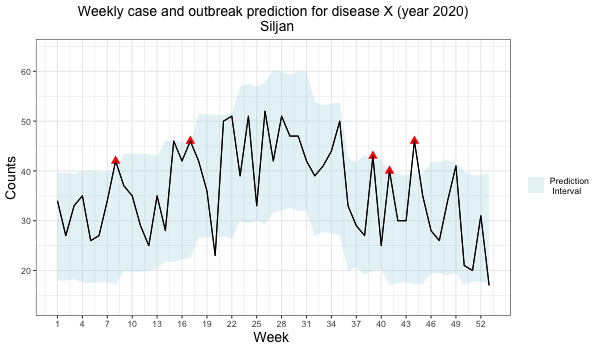 Weekly case and outbreak prediction for disease X (year 2020)
Siljan
Counts
60
50
40
30
20
1 4 7 10 13 16 19 22 25 28 31 34 37 40 43 46 49 52
Week
Prediction
Interval